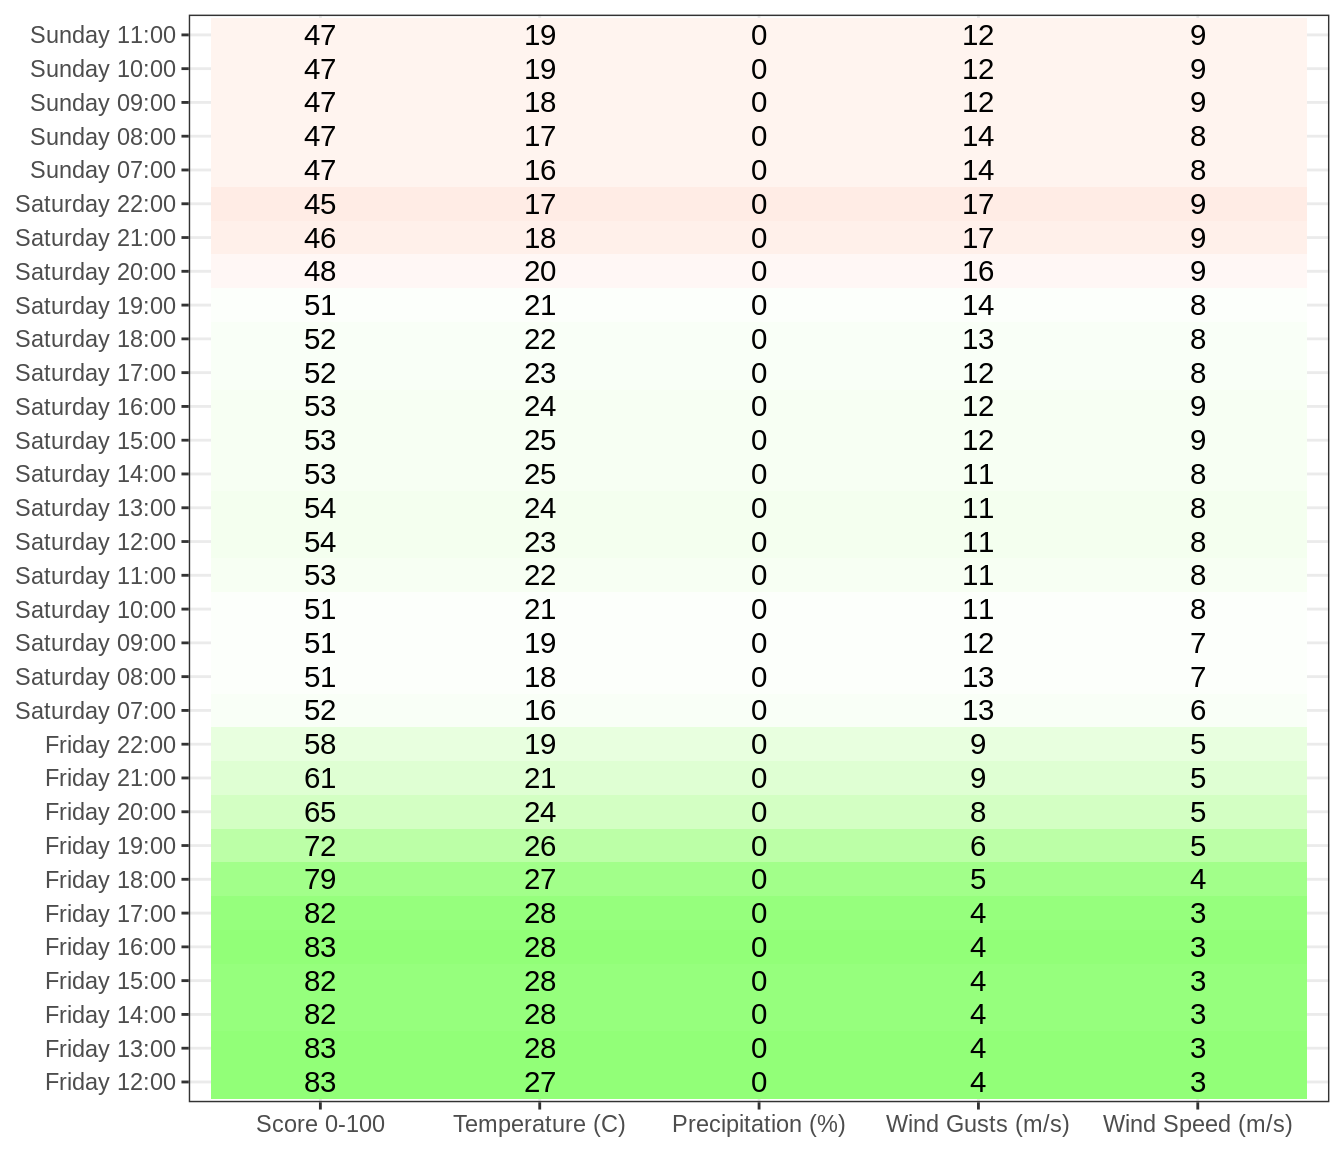 Sunday 11:00 47 19 0 12 9
Sunday 10:00 47 19 0 12 9
Sunday 09:00 47 18 0 12 9
Sunday 08:00 47 17 0 14 8
Sunday 07:00 47 16 0 14 8
Saturday 22:00 45 17 0 17 9
Saturday 21:00 46 18 0 17 9
Saturday 20:00 48 20 0 16 9
Saturday 19:00 51 21 0 14 8
Saturday 18:00 52 22 0 13 8
Saturday 17:00 52 23 0 12 8
Saturday 16:00 53 24 0 12 9
Saturday 15:00 53 25 0 12 9
Saturday 14:00 53 25 0 11 8
Saturday 13:00 54 24 0 11 8
Saturday 12:00 54 23 0 11 8
Saturday 11:00 53 22 0 11 8
Saturday 10:00 51 21 0 11 8
Saturday 09:00 51 19 0 12 7
Saturday 08:00 51 18 0 13 7
Saturday 07:00 52 16 0 13 6
Friday 22:00 58 19 0 9 5
Friday 21:00 61 21 0 9 5
Friday 20:00 65 24 0 8 5
Friday 19:00 72 26 0 6 5
Friday 18:00 79 27 0 5 4
Friday 17:00 82 28 0 4 3
Friday 16:00 83 28 0 4 3
Friday 15:00 82 28 0 4 3
Friday 14:00 82 28 0 4 3
Friday 13:00 83 28 0 4 3
Friday 12:00 83 27 0 4 3
Score 0-100 Temperature (C) Precipitation (%) Wind Gusts (m/s) Wind Speed (m/s)